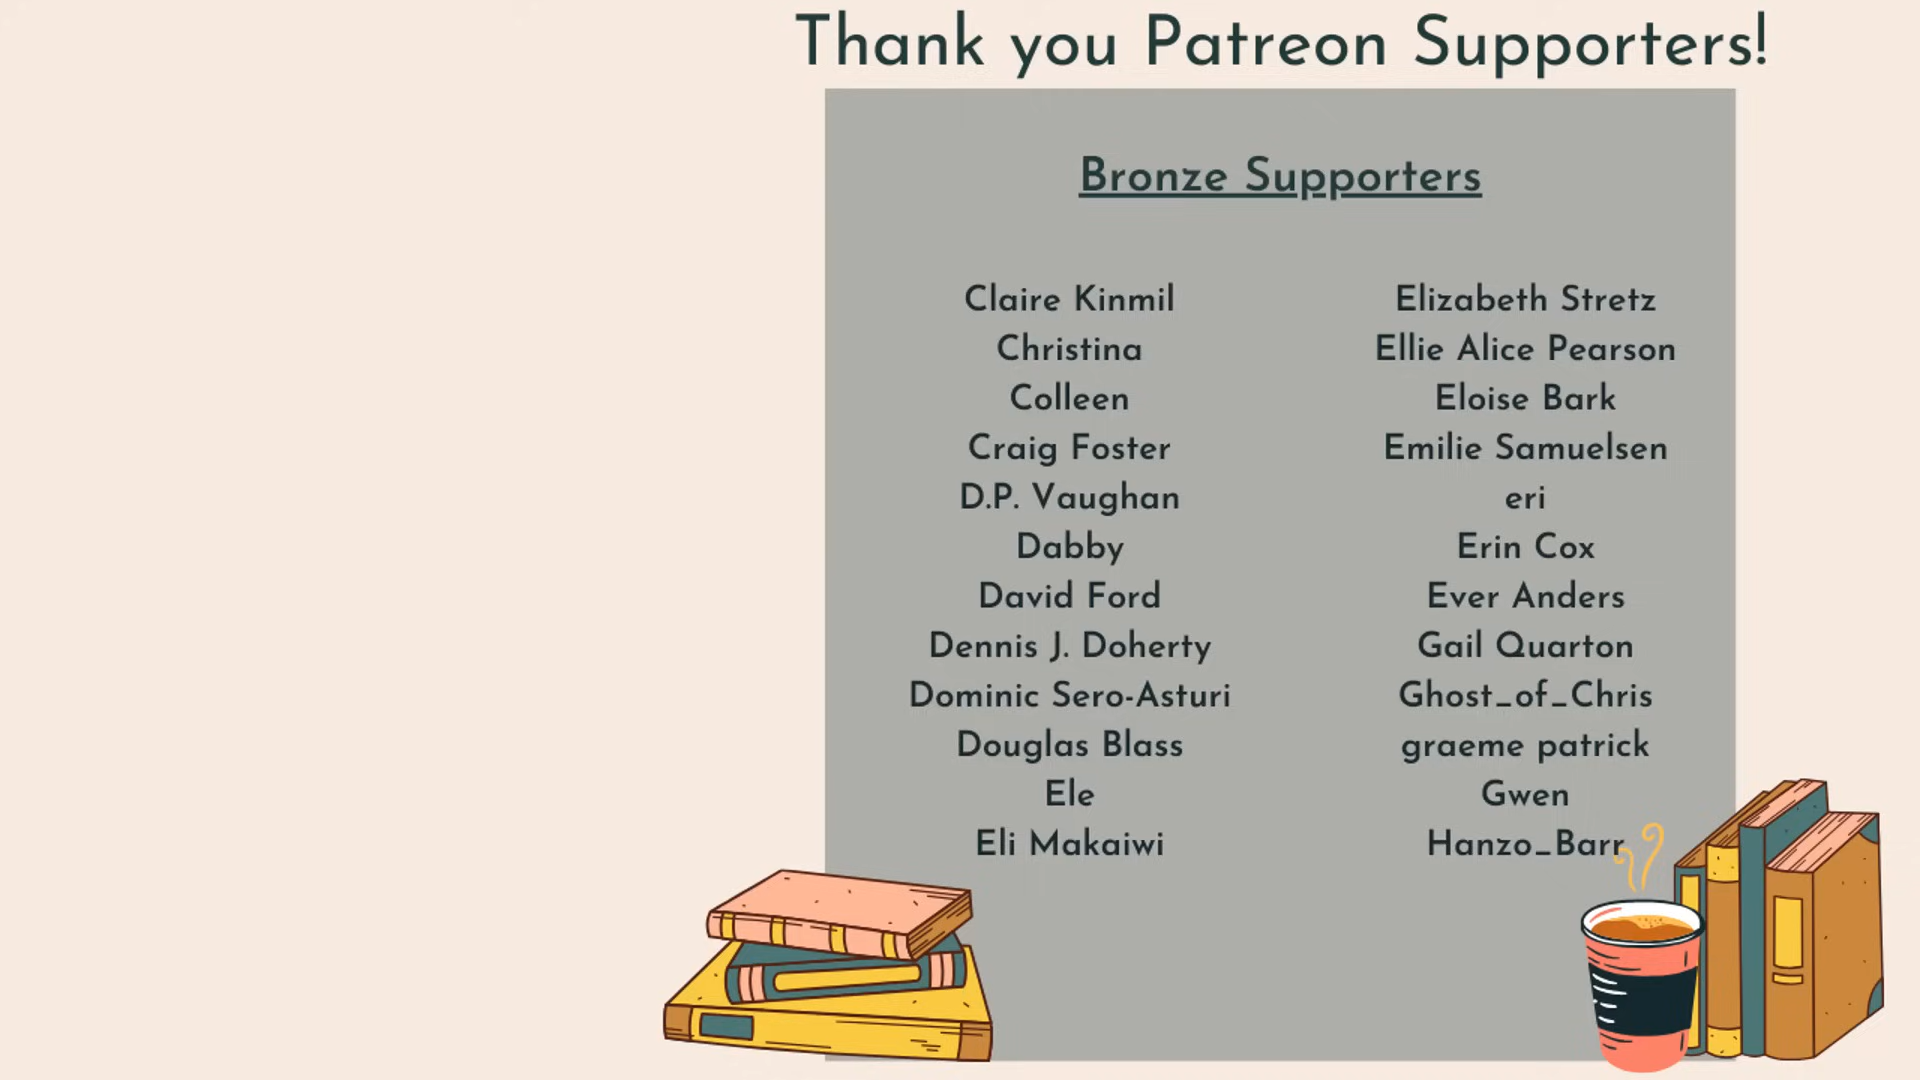 Thank you Patreon Supporters!
Bronze Supporters
Claire Kinmil
Christina
Colleen
Craig Foster
D.P. Vaughan
Dabby
David Ford
Dennis J. Doherty
Dominic Sero-Asturi
Douglas Blass
Ele
Eli Makaiwi
Elizabeth Stretz
Ellie Alice Pearson
Eloise Bark
Emilie Samuelsen
eri
Erin Cox
Ever Anders
Gail Quarton
Ghost_of_Chris
graeme patrick
Gwen
Hanzo_Barr